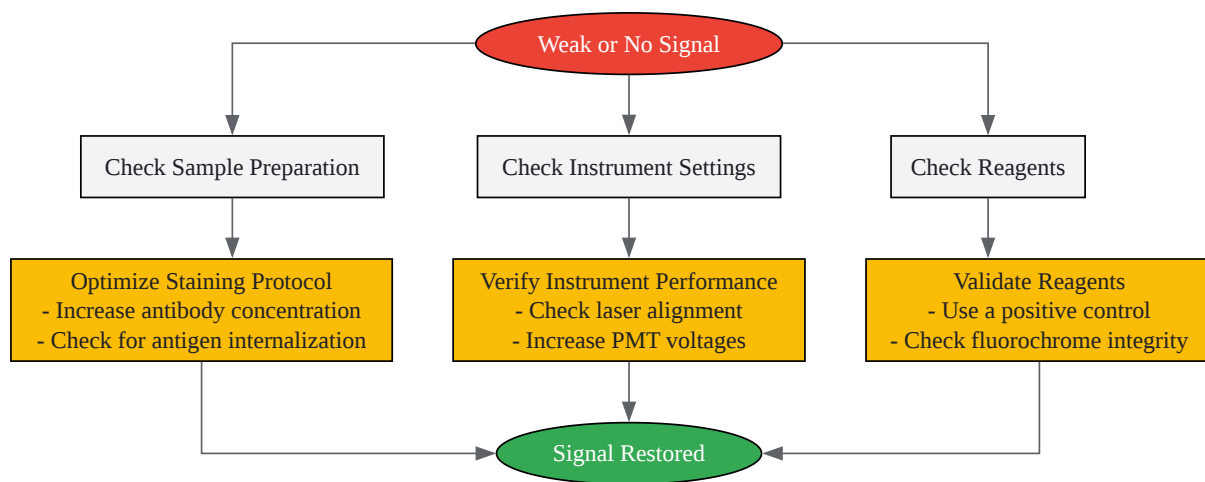 Weak or No Signal
Check Sample Preparation
Check Instrument Settings
Check Reagents
Optimize Staining Protocol
- Increase antibody concentration
- Check for antigen internalization
Verify Instrument Performance
- Check laser alignment
- Increase PMT voltages
Validate Reagents
- Use a positive control
- Check fluorochrome integrity
Signal Restored